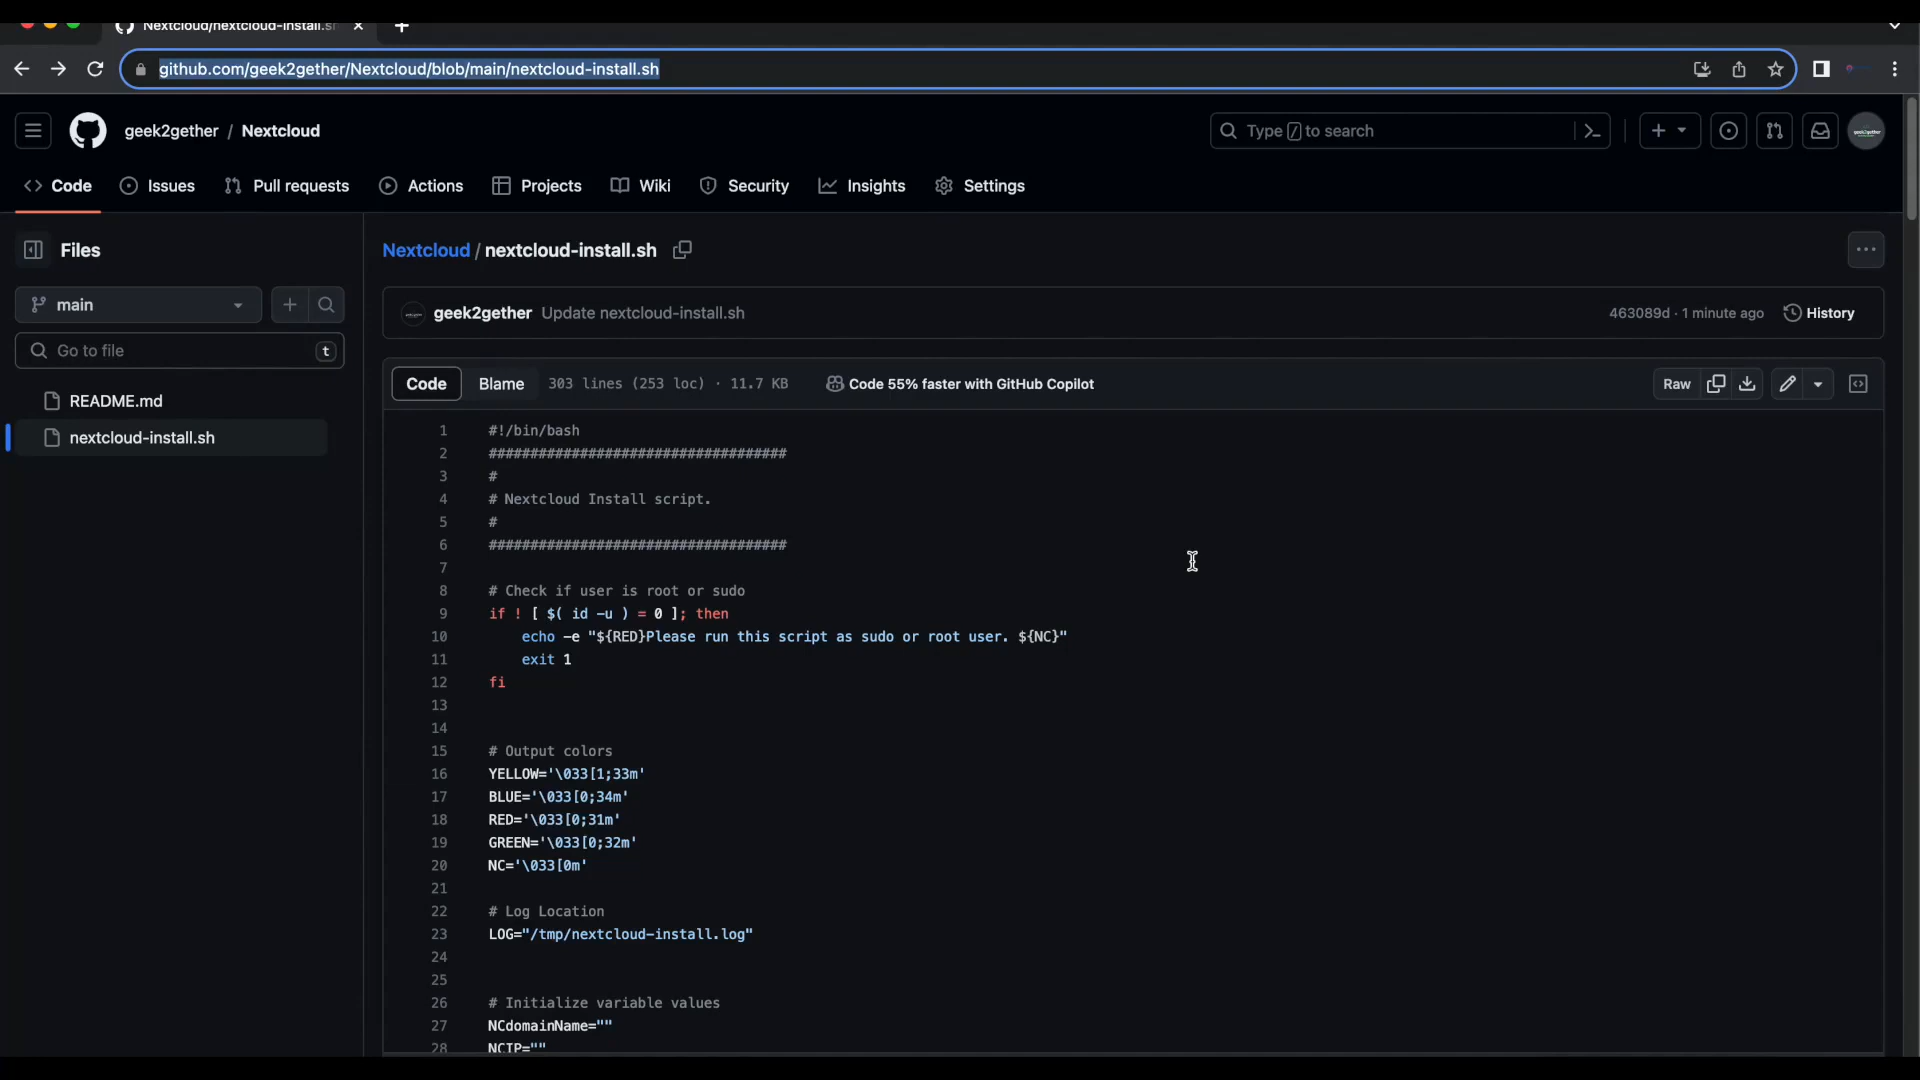 Nextcloud/nextcloud-install.sh
github.com/geek2gether/Nextcloud/blob/main/nextcloud-install.sh
geek2gether / Nextcloud
Type / to search
Code
Issues
Pull requests
Actions
Projects
Wiki
Security
Insights
Settings
Files
main
Go to file
t
README.md
nextcloud-install.sh
Nextcloud / nextcloud-install.sh
geek2gether Update nextcloud-install.sh
463089d · 1 minute ago
History
Code
Blame
303 lines (253 loc) · 11.7 KB
Code 55% faster with GitHub Copilot
Raw
1 #!/bin/bash
2 ####################################
3 #
4 # Nextcloud Install script.
5 #
6 ####################################
7
8 # Check if user is root or sudo
9 if ! [ $( id -u ) = 0 ]; then
10 echo -e "${RED}Please run this script as sudo or root user. ${NC}"
11 exit 1
12 fi
13
14
15 # Output colors
16 YELLOW='\033[1;33m'
17 BLUE='\033[0;34m'
18 RED='\033[0;31m'
19 GREEN='\033[0;32m'
20 NC='\033[0m'
21
22 # Log Location
23 LOG="/tmp/nextcloud-install.log"
24
25
26 # Initialize variable values
27 NCdomainName=""
28 NCIP=""